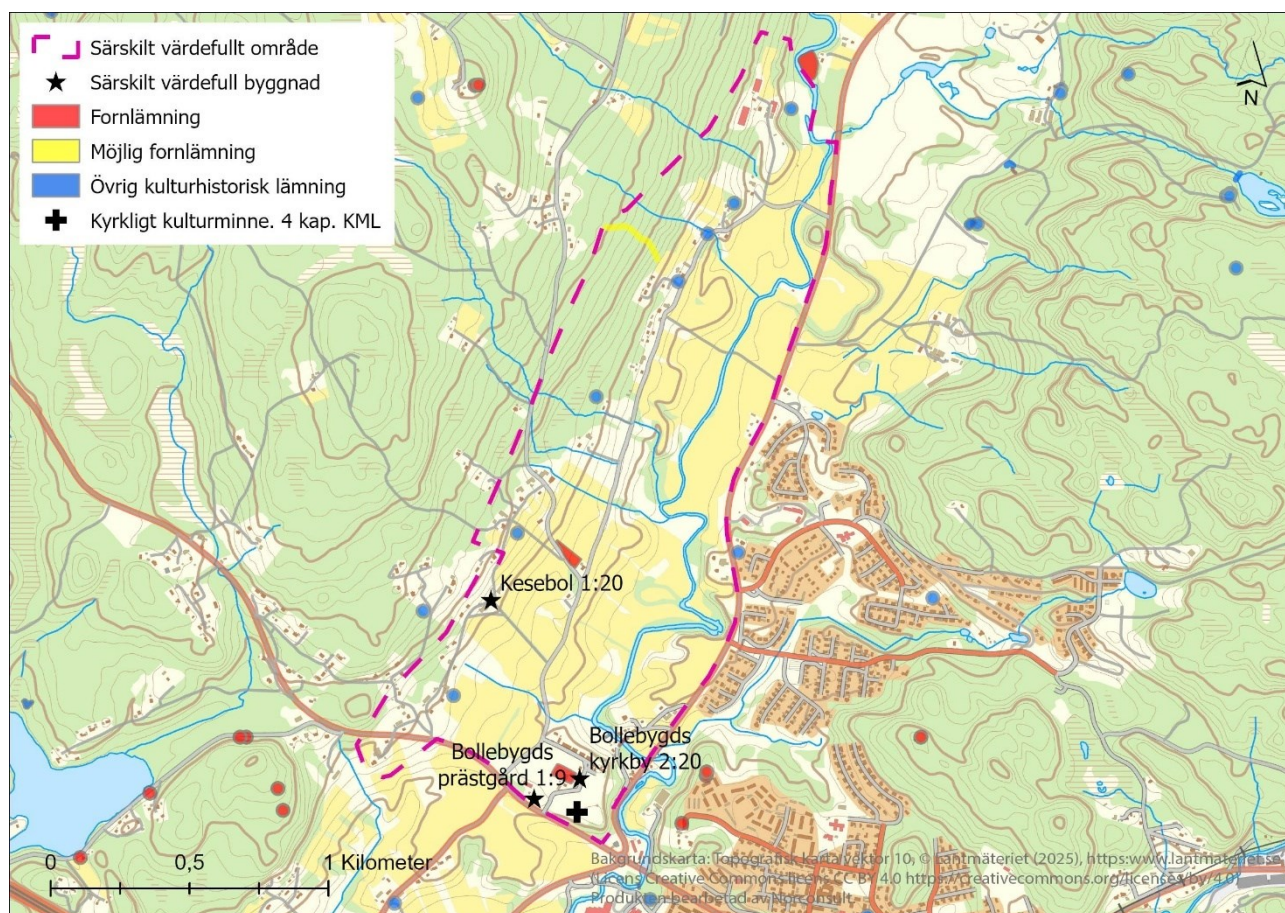 Särskilt värdefullt område
Särskilt värdefull byggnad
Fornlämning
Möjlig fornlämning
Övrig kulturhistorisk lämning
Kyrkligt kulturminne. 4 kap. KML
N
Kesebol 1:20
Bollebygds
prästgård 1:9
Bollebygds
kyrkby 2:20
0 0,5 1 Kilometer
Bakgrundskarta: Topografisk karta vektor 10, © Lantmäteriet (2025), https:www.lantmateriet.se
Licens Creative Commons licens CC BY 4.0 https://creativecommons.org/licenses/by/4.0/
Produkten bearbetad av Norconsult